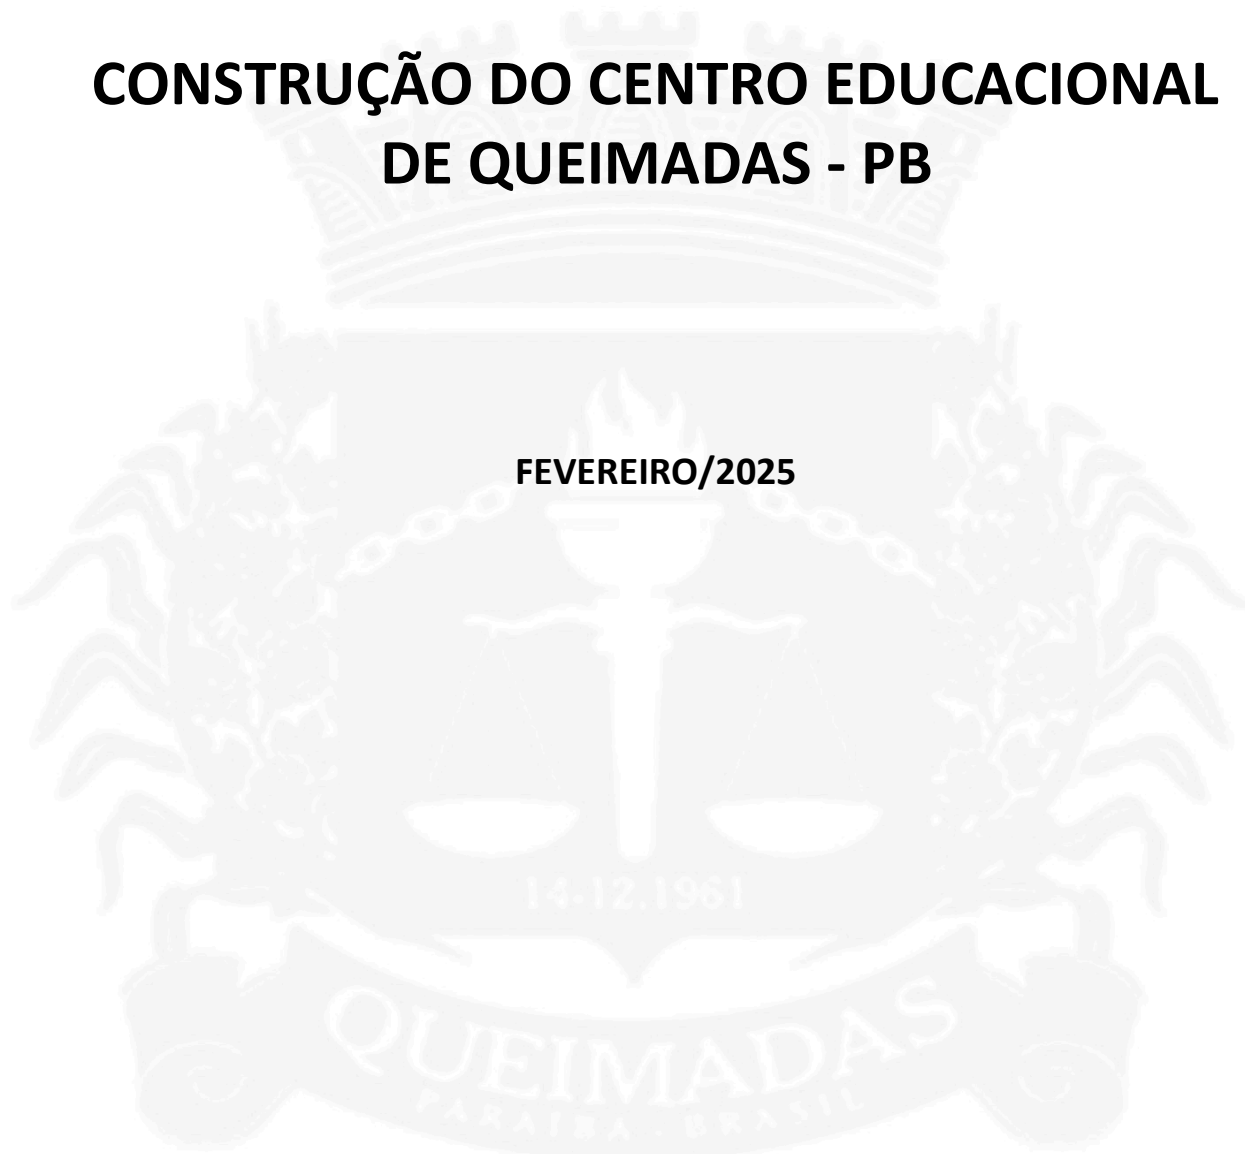 CONSTRUÇÃO DO CENTRO EDUCACIONAL
DE QUEIMADAS - PB
FEVEREIRO/2025
14-12.1961
QUEIMADAS
PARAÍBA - BRASIL